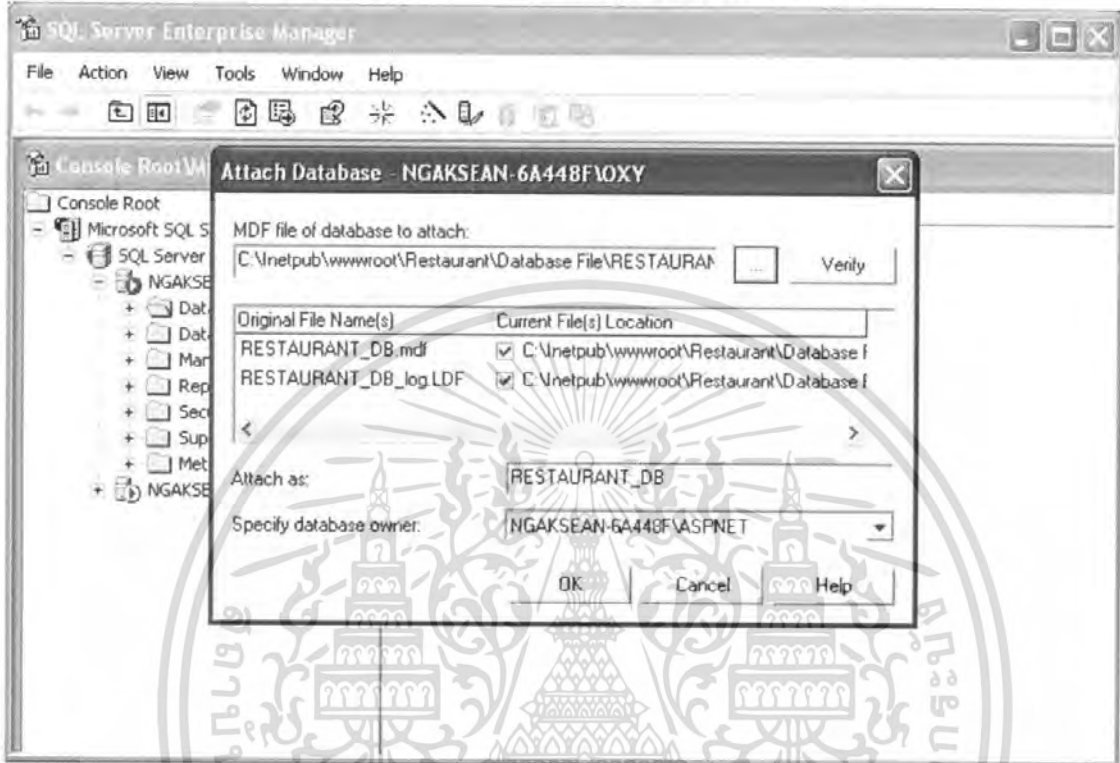 SQL Server Enterprise Manager
File Action View Tools Window Help
Console Root\M
Console Root
Microsoft SQL S
SQL Server
NGAKSE
Dat
Dat
Mar
Rep
Sec
Sup
Met
NGAKSE
Attach Database - NGAKSEAN-6A448F\OXY
MDF file of database to attach:
C:\Inetpub\wwwroot\Restaurant\Database File\RESTAURAN ... Verify
Original File Name(s) Current File(s) Location
RESTAURANT_DB.mdf C:\Inetpub\wwwroot\Restaurant\Database F
RESTAURANT_DB_log.LDF C:\Inetpub\wwwroot\Restaurant\Database F
Attach as: RESTAURANT_DB
Specify database owner: NGAKSEAN-6A448F\ASPNET
OK Cancel Help